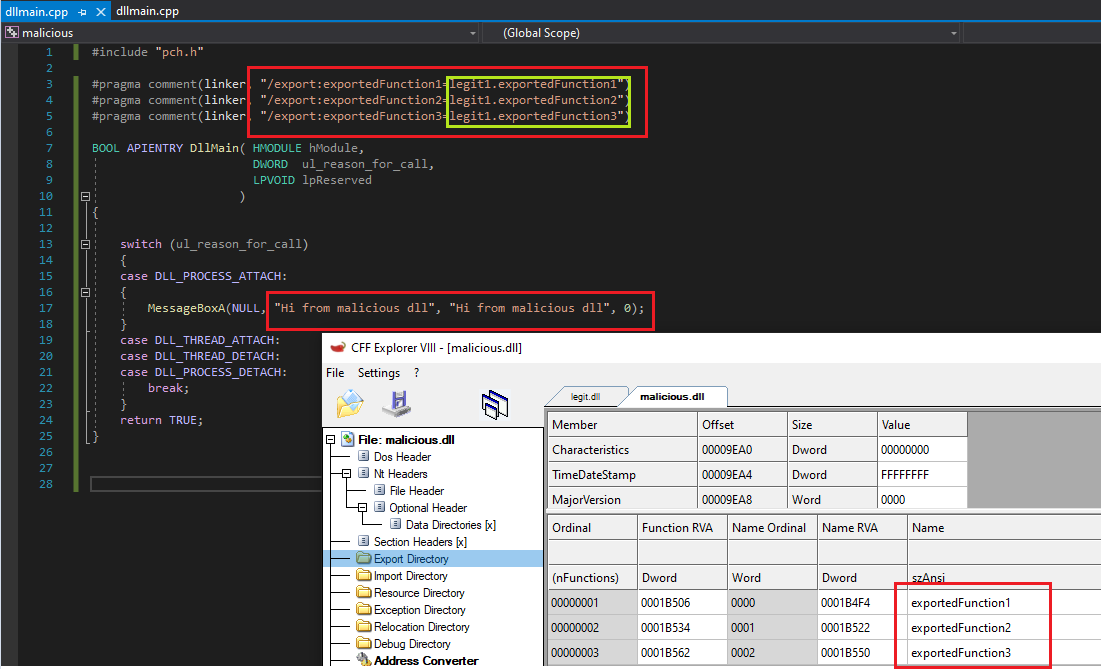 dllmain.cpp dllmain.cpp
malicious (Global Scope)
1 #include "pch.h"
2
3 #pragma comment(linker, "/export:exportedFunction1=legit1.exportedFunction1")
4 #pragma comment(linker, "/export:exportedFunction2=legit1.exportedFunction2")
5 #pragma comment(linker, "/export:exportedFunction3=legit1.exportedFunction3")
6
7 BOOL APIENTRY DllMain( HMODULE hModule,
8 DWORD ul_reason_for_call,
9 LPVOID lpReserved
10 )
11 {
12
13 switch (ul_reason_for_call)
14 {
15 case DLL_PROCESS_ATTACH:
16 {
17 MessageBoxA(NULL, "Hi from malicious dll", "Hi from malicious dll", 0);
18 }
19 case DLL_THREAD_ATTACH:
20 case DLL_THREAD_DETACH:
21 case DLL_PROCESS_DETACH:
22 break;
23 }
24 return TRUE;
25 }
26
27
28
CFF Explorer VIII - [malicious.dll]
File Settings ?
legit.dll malicious.dll
File: malicious.dll
Dos Header
Nt Headers
File Header
Optional Header
Data Directories [x]
Section Headers [x]
Export Directory
Import Directory
Resource Directory
Exception Directory
Relocation Directory
Debug Directory
Address Converter
Member Offset Size Value
Characteristics 00009EA0 Dword 00000000
TimeDateStamp 00009EA4 Dword FFFFFFFF
MajorVersion 00009EA8 Word 0000
Ordinal Function RVA Name Ordinal Name RVA Name
(nFunctions) Dword Word Dword szAnsi
00000001 0001B506 0000 0001B4F4 exportedFunction1
00000002 0001B534 0001 0001B522 exportedFunction2
00000003 0001B562 0002 0001B550 exportedFunction3